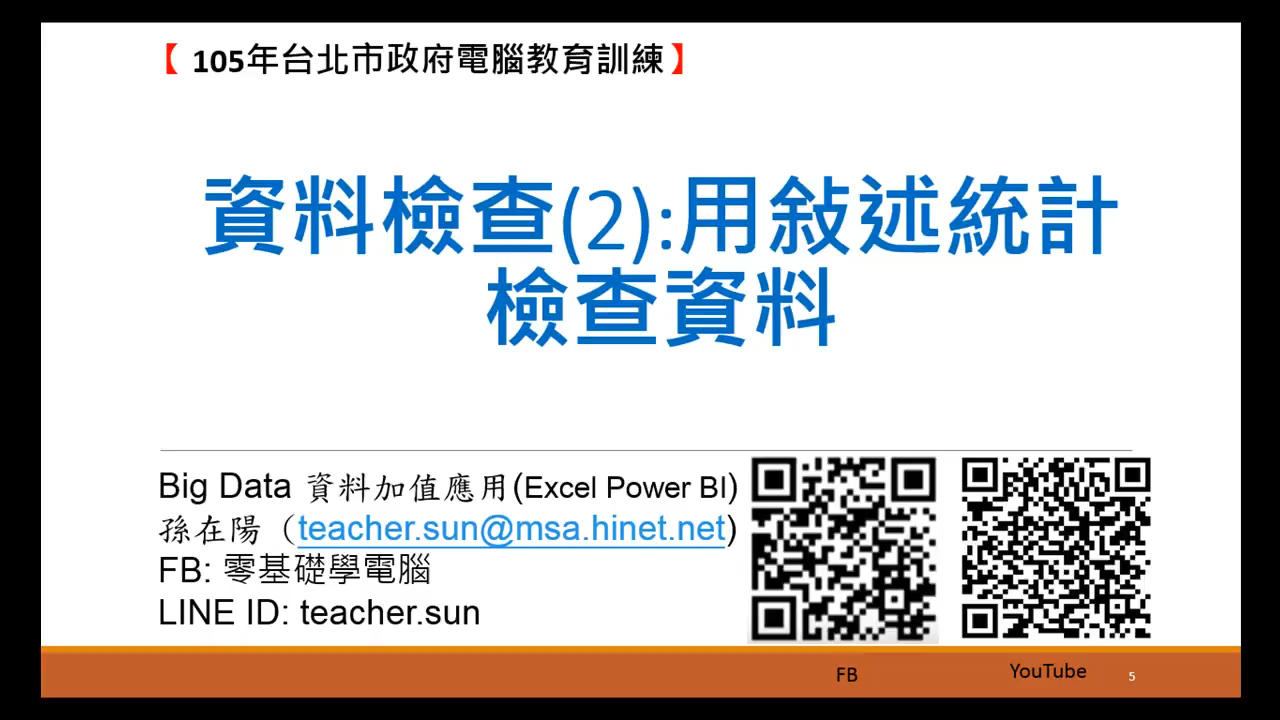 【 105年台北市政府電腦教育訓練】
資料檢查(2):用敍述統計
檢查資料
Big Data 資料加值應用(Excel Power BI)
孫在陽（teacher.sun@msa.hinet.net)
FB: 零基礎學電腦
LINE ID: teacher.sun
FB
YouTube
5